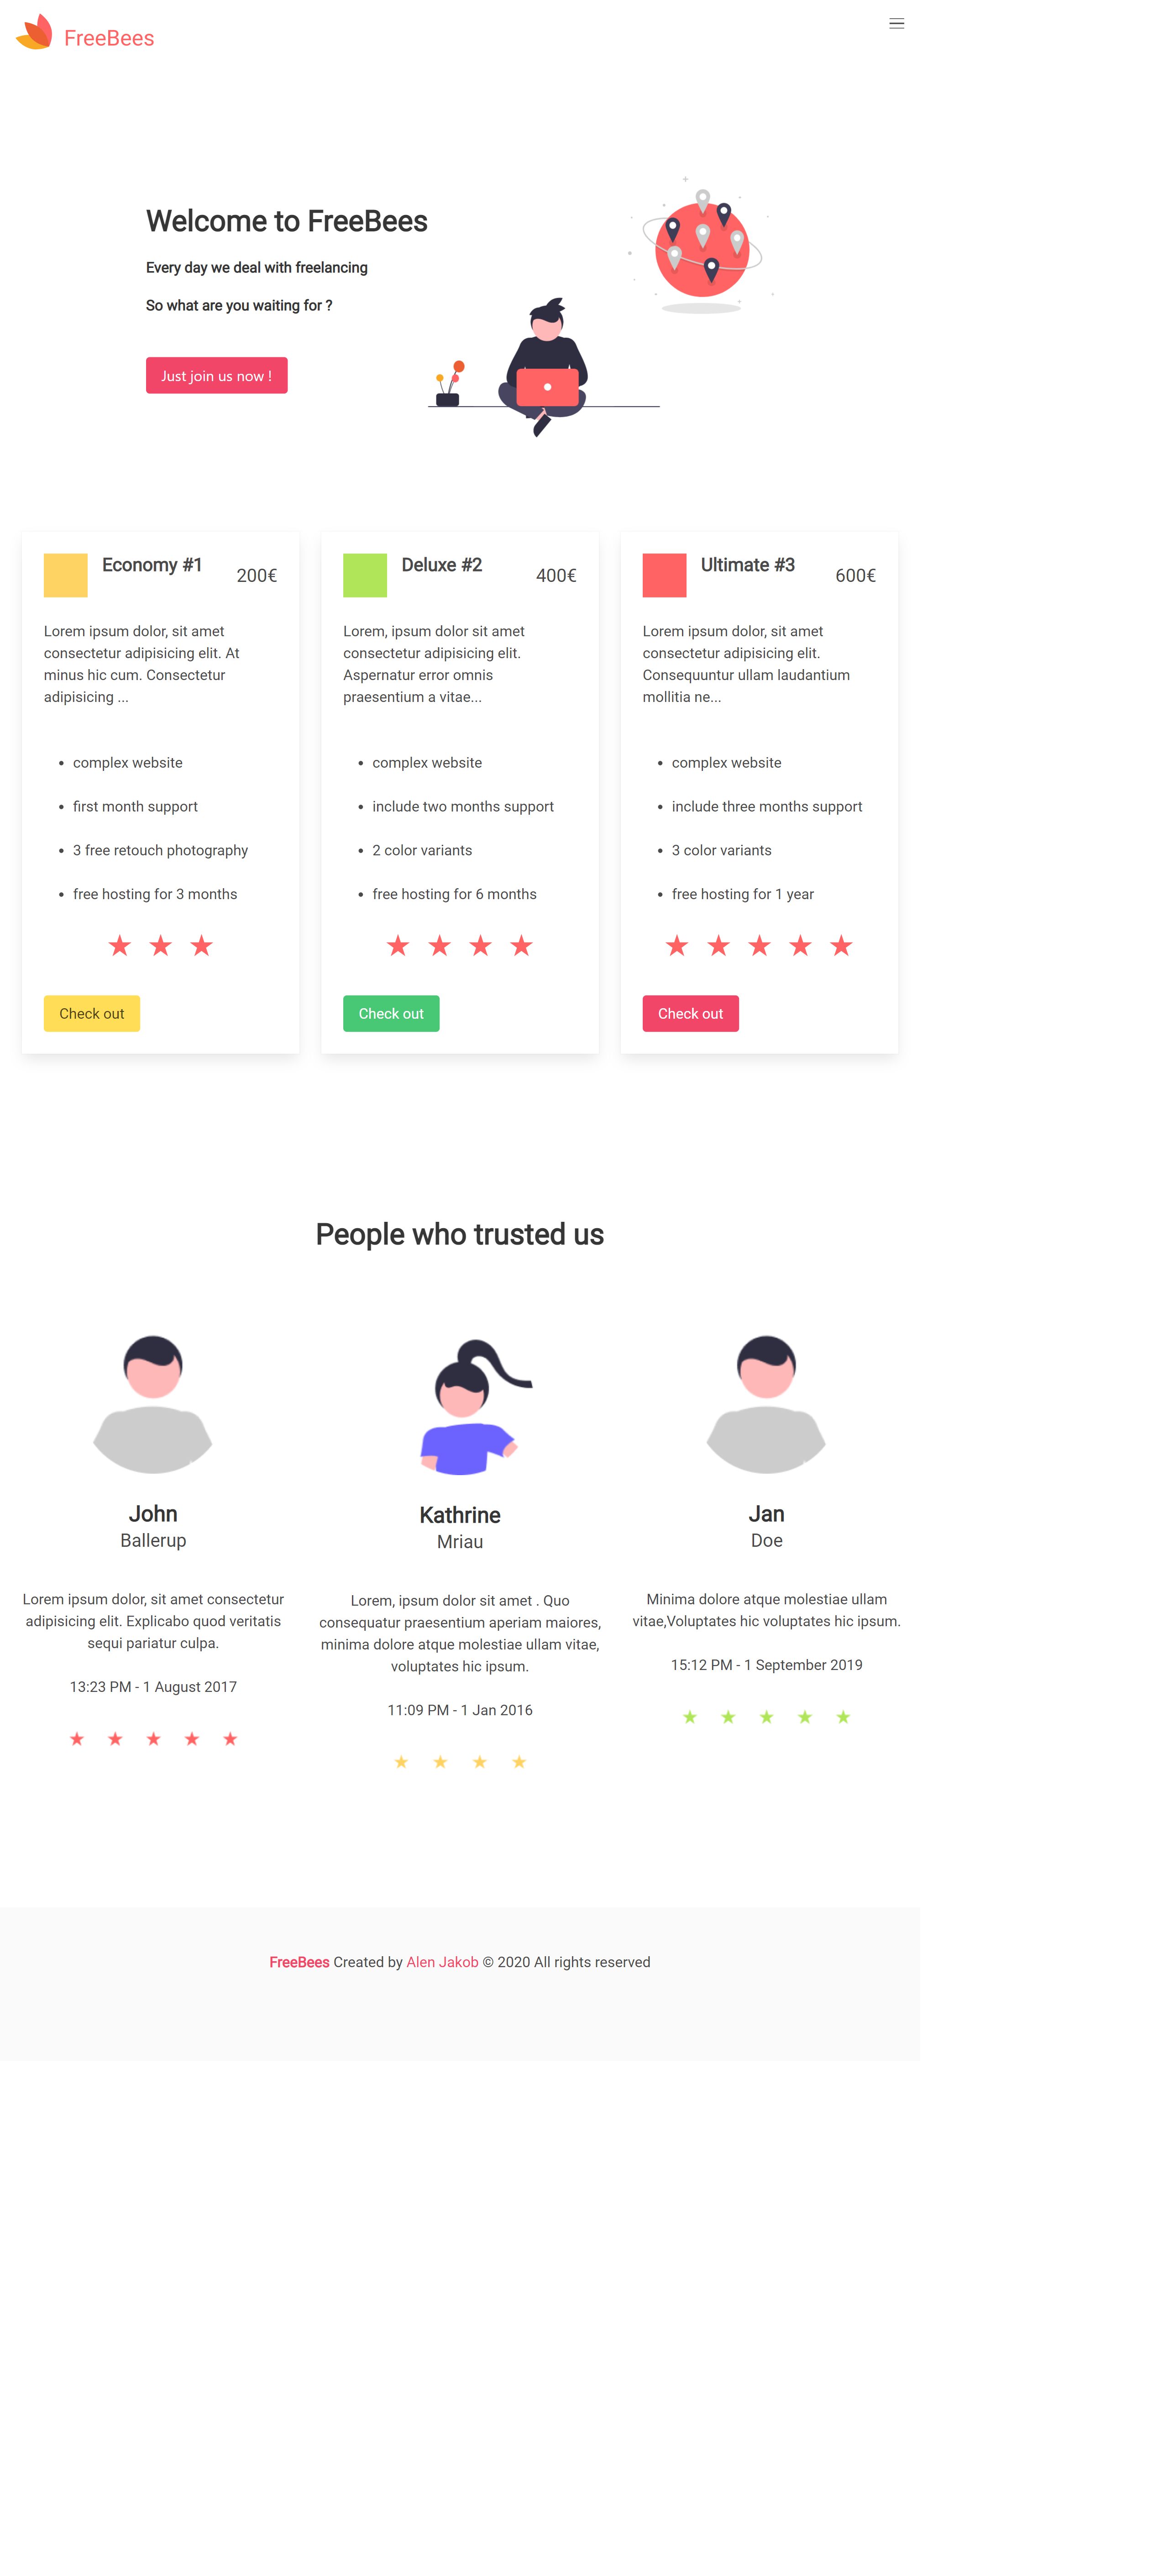 FreeBees
Welcome to FreeBees
Every day we deal with freelancing
So what are you waiting for ?
Just join us now !
Economy #1
200€
Lorem ipsum dolor, sit amet
consectetur adipisicing elit. At
minus hic cum. Consectetur
adipisicing ...
• complex website
• first month support
• 3 free retouch photography
• free hosting for 3 months
Check out
Deluxe #2
400€
Lorem, ipsum dolor sit amet
consectetur adipisicing elit.
Aspernatur error omnis
praesentium a vitae...
• complex website
• include two months support
• 2 color variants
• free hosting for 6 months
Check out
Ultimate #3
600€
Lorem ipsum dolor, sit amet
consectetur adipisicing elit.
Consequuntur ullam laudantium
mollitia ne...
• complex website
• include three months support
• 3 color variants
• free hosting for 1 year
Check out
People who trusted us
John
Ballerup
Lorem ipsum dolor, sit amet consectetur
adipisicing elit. Explicabo quod veritatis
sequi pariatur culpa.
13:23 PM - 1 August 2017
Kathrine
Mriau
Lorem, ipsum dolor sit amet . Quo
consequatur praesentium aperiam maiores,
minima dolore atque molestiae ullam vitae,
voluptates hic ipsum.
11:09 PM - 1 Jan 2016
Jan
Doe
Minima dolore atque molestiae ullam
vitae,Voluptates hic voluptates hic ipsum.
15:12 PM - 1 September 2019
FreeBees Created by Alen Jakob © 2020 All rights reserved